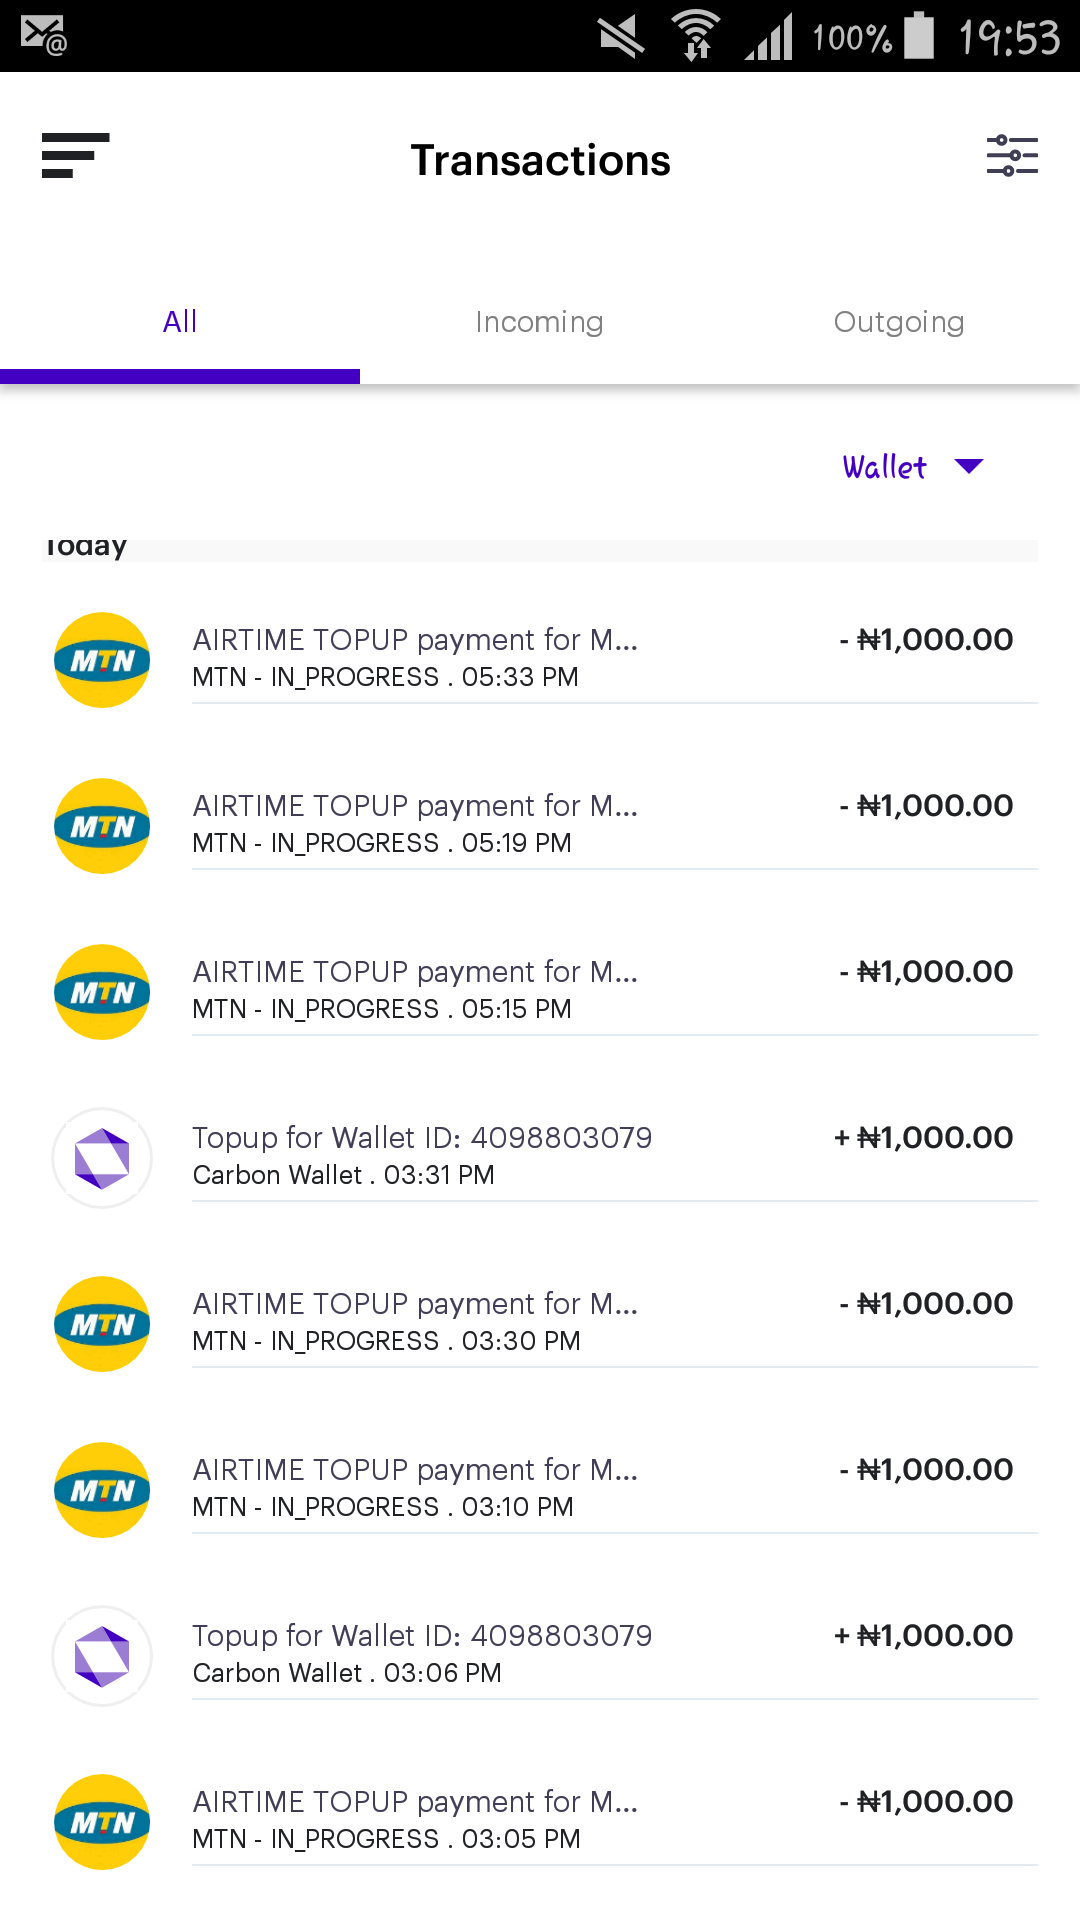 100% 19:53
Transactions
All Incoming Outgoing
Wallet
Today
AIRTIME TOPUP payment for M... - ₦1,000.00
MTN - IN_PROGRESS . 05:33 PM
MTN
AIRTIME TOPUP payment for M... - ₦1,000.00
MTN - IN_PROGRESS . 05:19 PM
MTN
AIRTIME TOPUP payment for M... - ₦1,000.00
MTN - IN_PROGRESS . 05:15 PM
MTN
Topup for Wallet ID: 4098803079 + ₦1,000.00
Carbon Wallet . 03:31 PM
AIRTIME TOPUP payment for M... - ₦1,000.00
MTN - IN_PROGRESS . 03:30 PM
MTN
AIRTIME TOPUP payment for M... - ₦1,000.00
MTN - IN_PROGRESS . 03:10 PM
MTN
Topup for Wallet ID: 4098803079 + ₦1,000.00
Carbon Wallet . 03:06 PM
AIRTIME TOPUP payment for M... - ₦1,000.00
MTN - IN_PROGRESS . 03:05 PM
MTN